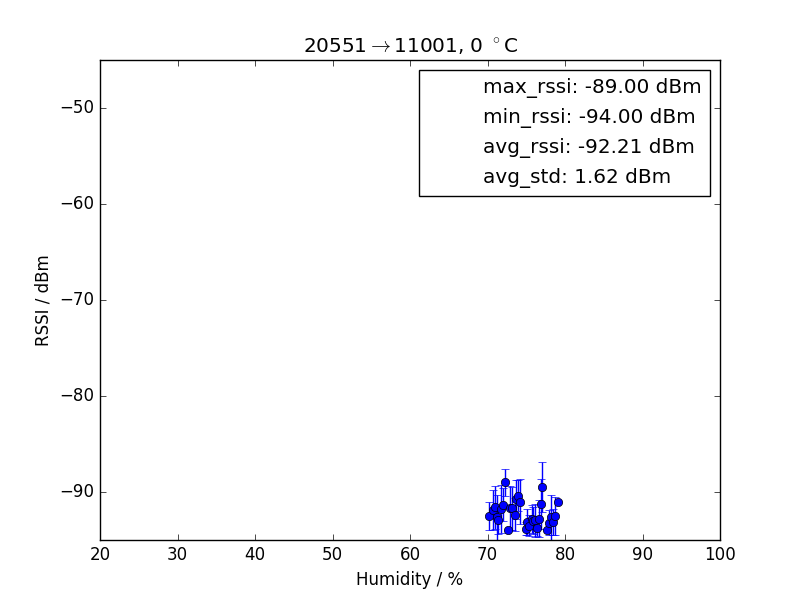 20551→11001, 0 °C
max_rssi: -89.00 dBm
min_rssi: -94.00 dBm
avg_rssi: -92.21 dBm
avg_std: 1.62 dBm
RSSI / dBm
−50
−60
−70
−80
−90
20 30 40 50 60 70 80 90 100
Humidity / %